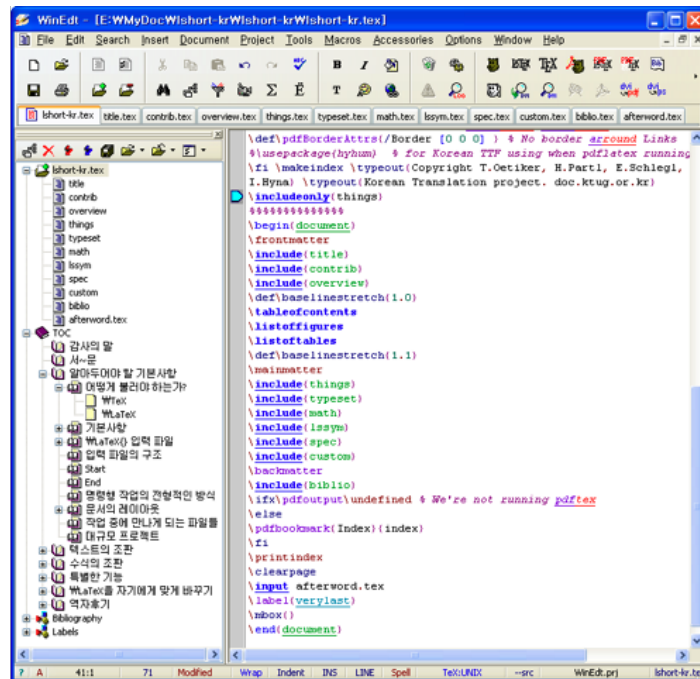 WinEdt - [E:₩MyDoc₩lshort-kr₩lshort-kr₩lshort-kr.tex]
File Edit Search Insert Document Project Tools Macros Accessories Options Window Help
lshort-kr.tex title.tex contrib.tex overview.tex things.tex typeset.tex math.tex lssym.tex spec.tex custom.tex biblio.tex afterword.tex
lshort-kr.tex
title
contrib
overview
things
typeset
math
lssym
spec
custom
biblio
afterword.tex
TOC
감사의 말
서~문
알아두어야 할 기본사항
어떻게 불러야 하는가?
₩TeX
₩LaTeX
기본사항
₩LaTeX{} 입력 파일
입력 파일의 구조
Start
End
명령행 작업의 전형적인 방식
문서의 레이아웃
작업 중에 만나게 되는 파일들
대규모 프로젝트
텍스트의 조판
수식의 조판
특별한 기능
₩LaTeX을 자기에게 맞게 바꾸기
역자후기
Bibliography
Labels
\def\pdfBorderAttrs{/Border [0 0 0] } % No border arround Links
%\usepackage{hyhum} % for Korean TTF using when pdflatex running
\fi \makeindex \typeout{Copyright T.Oetiker, H.Partl, E.Schlegl,
I.Hyna} \typeout{Korean Translation project. doc.ktug.or.kr}
\includeonly{things}
%%%%%%%%%%%%%%
\begin{document}
\frontmatter
\include{title}
\include{contrib}
\include{overview}
\def\baselinestretch{1.0}
\tableofcontents
\listoffigures
\listoftables
\def\baselinestretch{1.1}
\mainmatter
\include{things}
\include{typeset}
\include{math}
\include{lssym}
\include{spec}
\include{custom}
\backmatter
\include{biblio}
\ifx\pdfoutput\undefined % We're not running pdftex
\else
\pdfbookmark{Index}{index}
\fi
\printindex
\clearpage
\input afterword.tex
\label{verylast}
\mbox{}
\end{document}
? A 41:1 71 Modified Wrap Indent INS LINE Spell TeX:UNIX --src WinEdt.prj lshort-kr.te